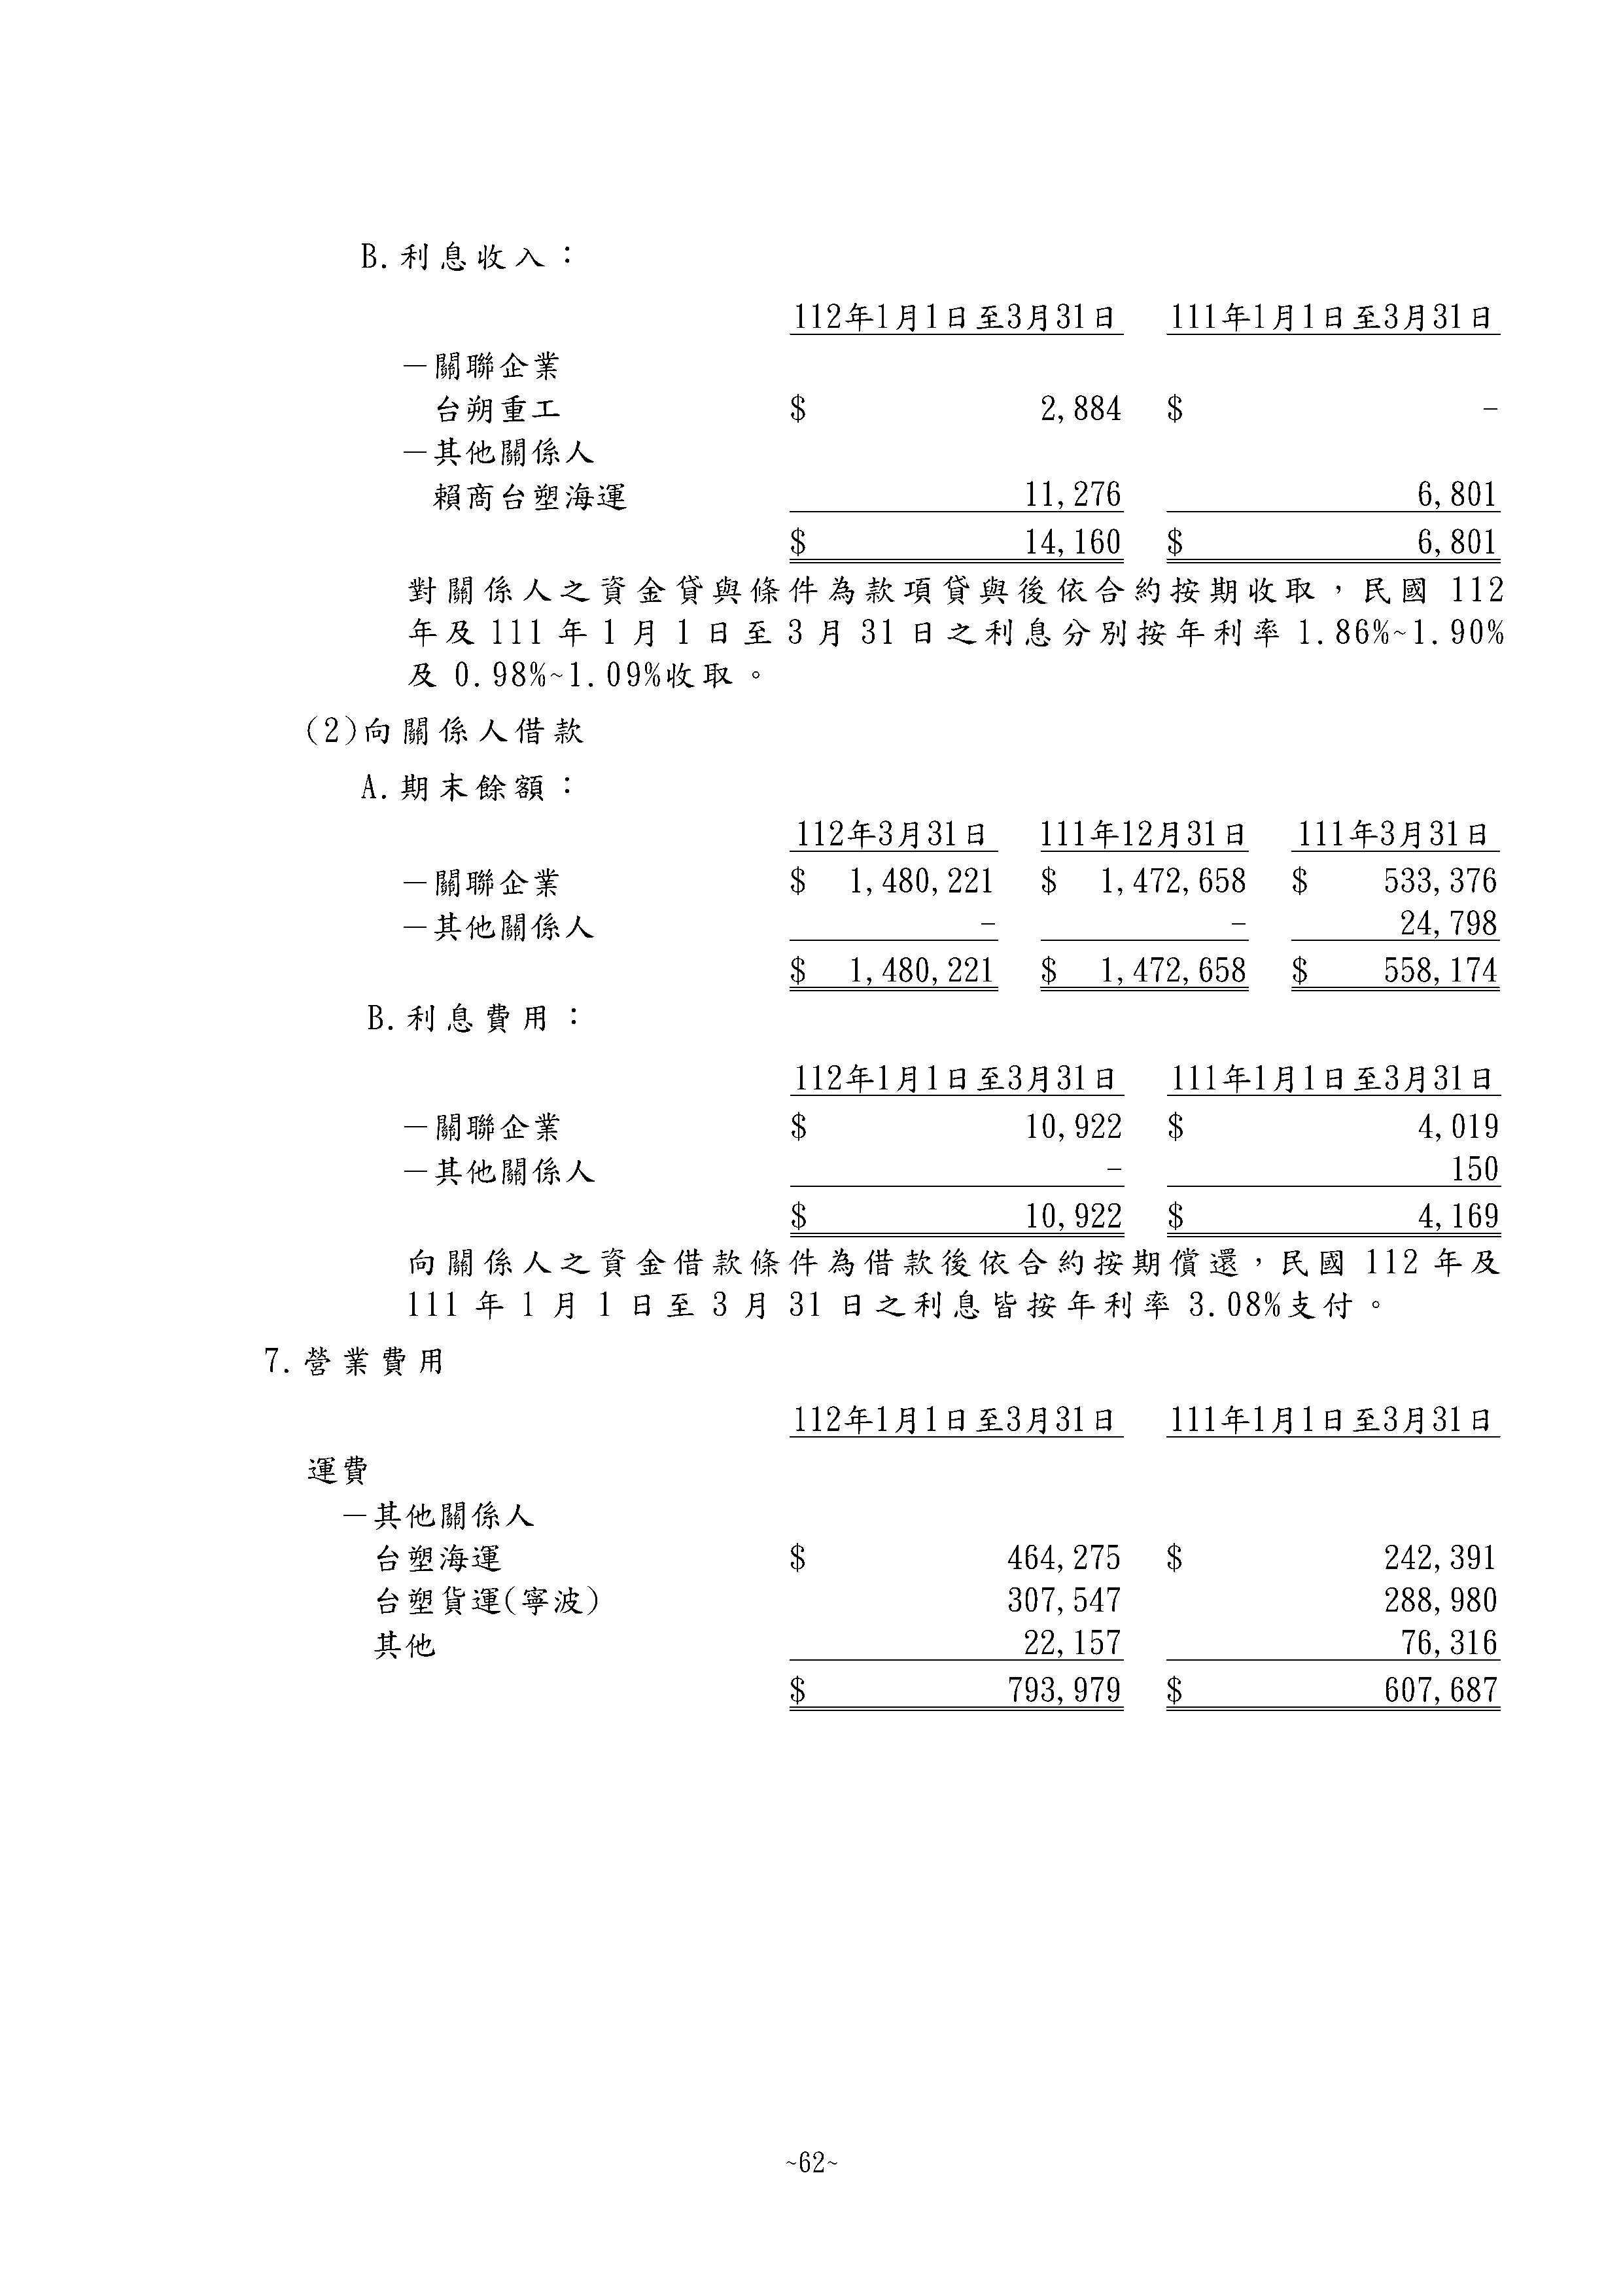 B.利息收入：
112年1月1日至3月31日 111年1月1日至3月31日
－關聯企業
台朔重工 $ 2,884 $ -
－其他關係人
賴商台塑海運 11,276 6,801
$ 14,160 $ 6,801
對關係人之資金貸與條件為款項貸與後依合約按期收取，民國 112
年及 111 年 1 月 1 日至 3 月 31 日之利息分別按年利率 1.86%~1.90%
及 0.98%~1.09%收取。
(2)向關係人借款
A.期末餘額：
112年3月31日 111年12月31日 111年3月31日
－關聯企業 $ 1,480,221 $ 1,472,658 $ 533,376
－其他關係人 - - 24,798
$ 1,480,221 $ 1,472,658 $ 558,174
B.利息費用：
112年1月1日至3月31日 111年1月1日至3月31日
－關聯企業 $ 10,922 $ 4,019
－其他關係人 - 150
$ 10,922 $ 4,169
向關係人之資金借款條件為借款後依合約按期償還，民國 112 年及
111 年 1 月 1 日至 3 月 31 日之利息皆按年利率 3.08%支付。
7.營業費用
112年1月1日至3月31日 111年1月1日至3月31日
運費
－其他關係人
台塑海運 $ 464,275 $ 242,391
台塑貨運(寧波) 307,547 288,980
其他 22,157 76,316
$ 793,979 $ 607,687
~62~